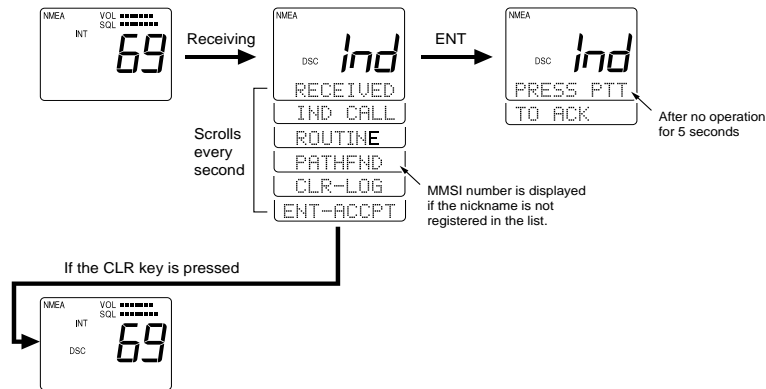 NMEA VOL
SQL
INT
69
Receiving
NMEA
DSC Ind
RECEIVED
IND CALL
ROUTINE
PATHFND
CLR-LOG
ENT-ACCPT
Scrolls
every
second
MMSI number is displayed
if the nickname is not
registered in the list.
ENT
NMEA
DSC Ind
PRESS PTT
TO ACK
After no operation
for 5 seconds
If the CLR key is pressed
NMEA VOL
SQL
INT
DSC 69